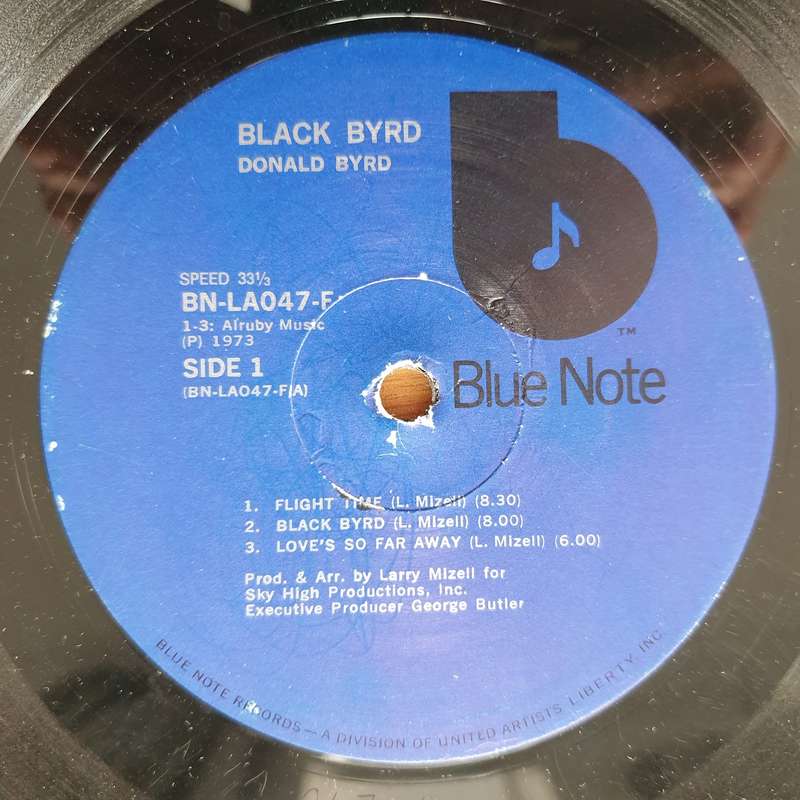 BLACK BYRD
DONALD BYRD
SPEED 33⅓
BN-LA047-F
1-3: Airuby Music
(P) 1973
SIDE 1
(BN-LA047-F/A)
TM
Blue Note
1. FLIGHT TIME (L. Mizell) (8.30)
2. BLACK BYRD (L. Mizell) (8.00)
3. LOVE'S SO FAR AWAY (L. Mizell) (6.00)
Prod. & Arr. by Larry Mizell for
Sky High Productions, Inc.
Executive Producer George Butler
BLUE NOTE RECORDS — A DIVISION OF UNITED ARTISTS LIBERTY, INC